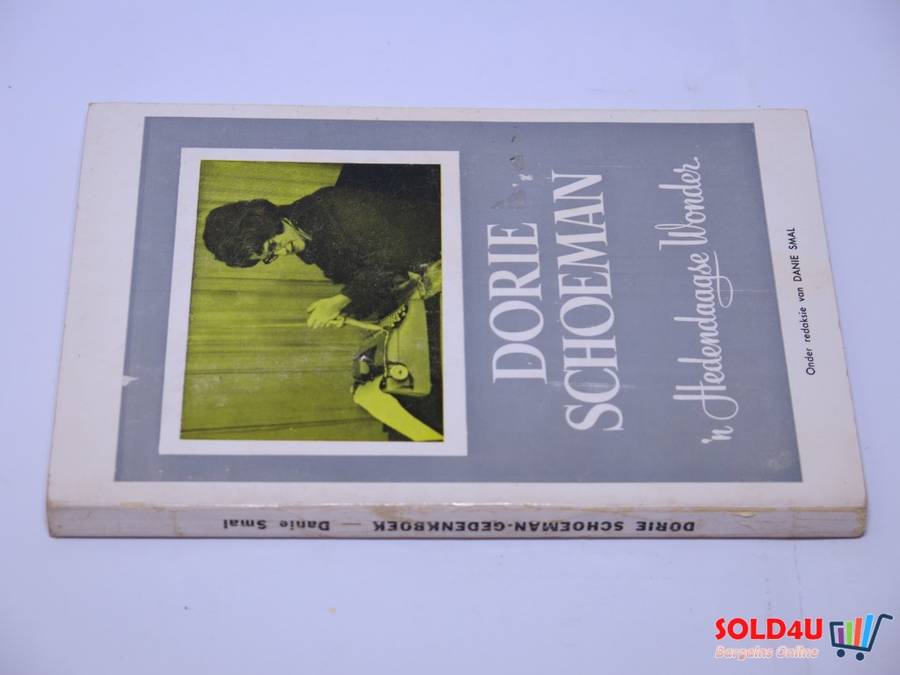 DORIE
SCHOEMAN
'n Hedendaagse Wonder
Onder redaksie van DANIE SMAL
DORIE SCHOEMAN-GEDENKBOEK — Danie Smal
SOLD4U
Bargains Online